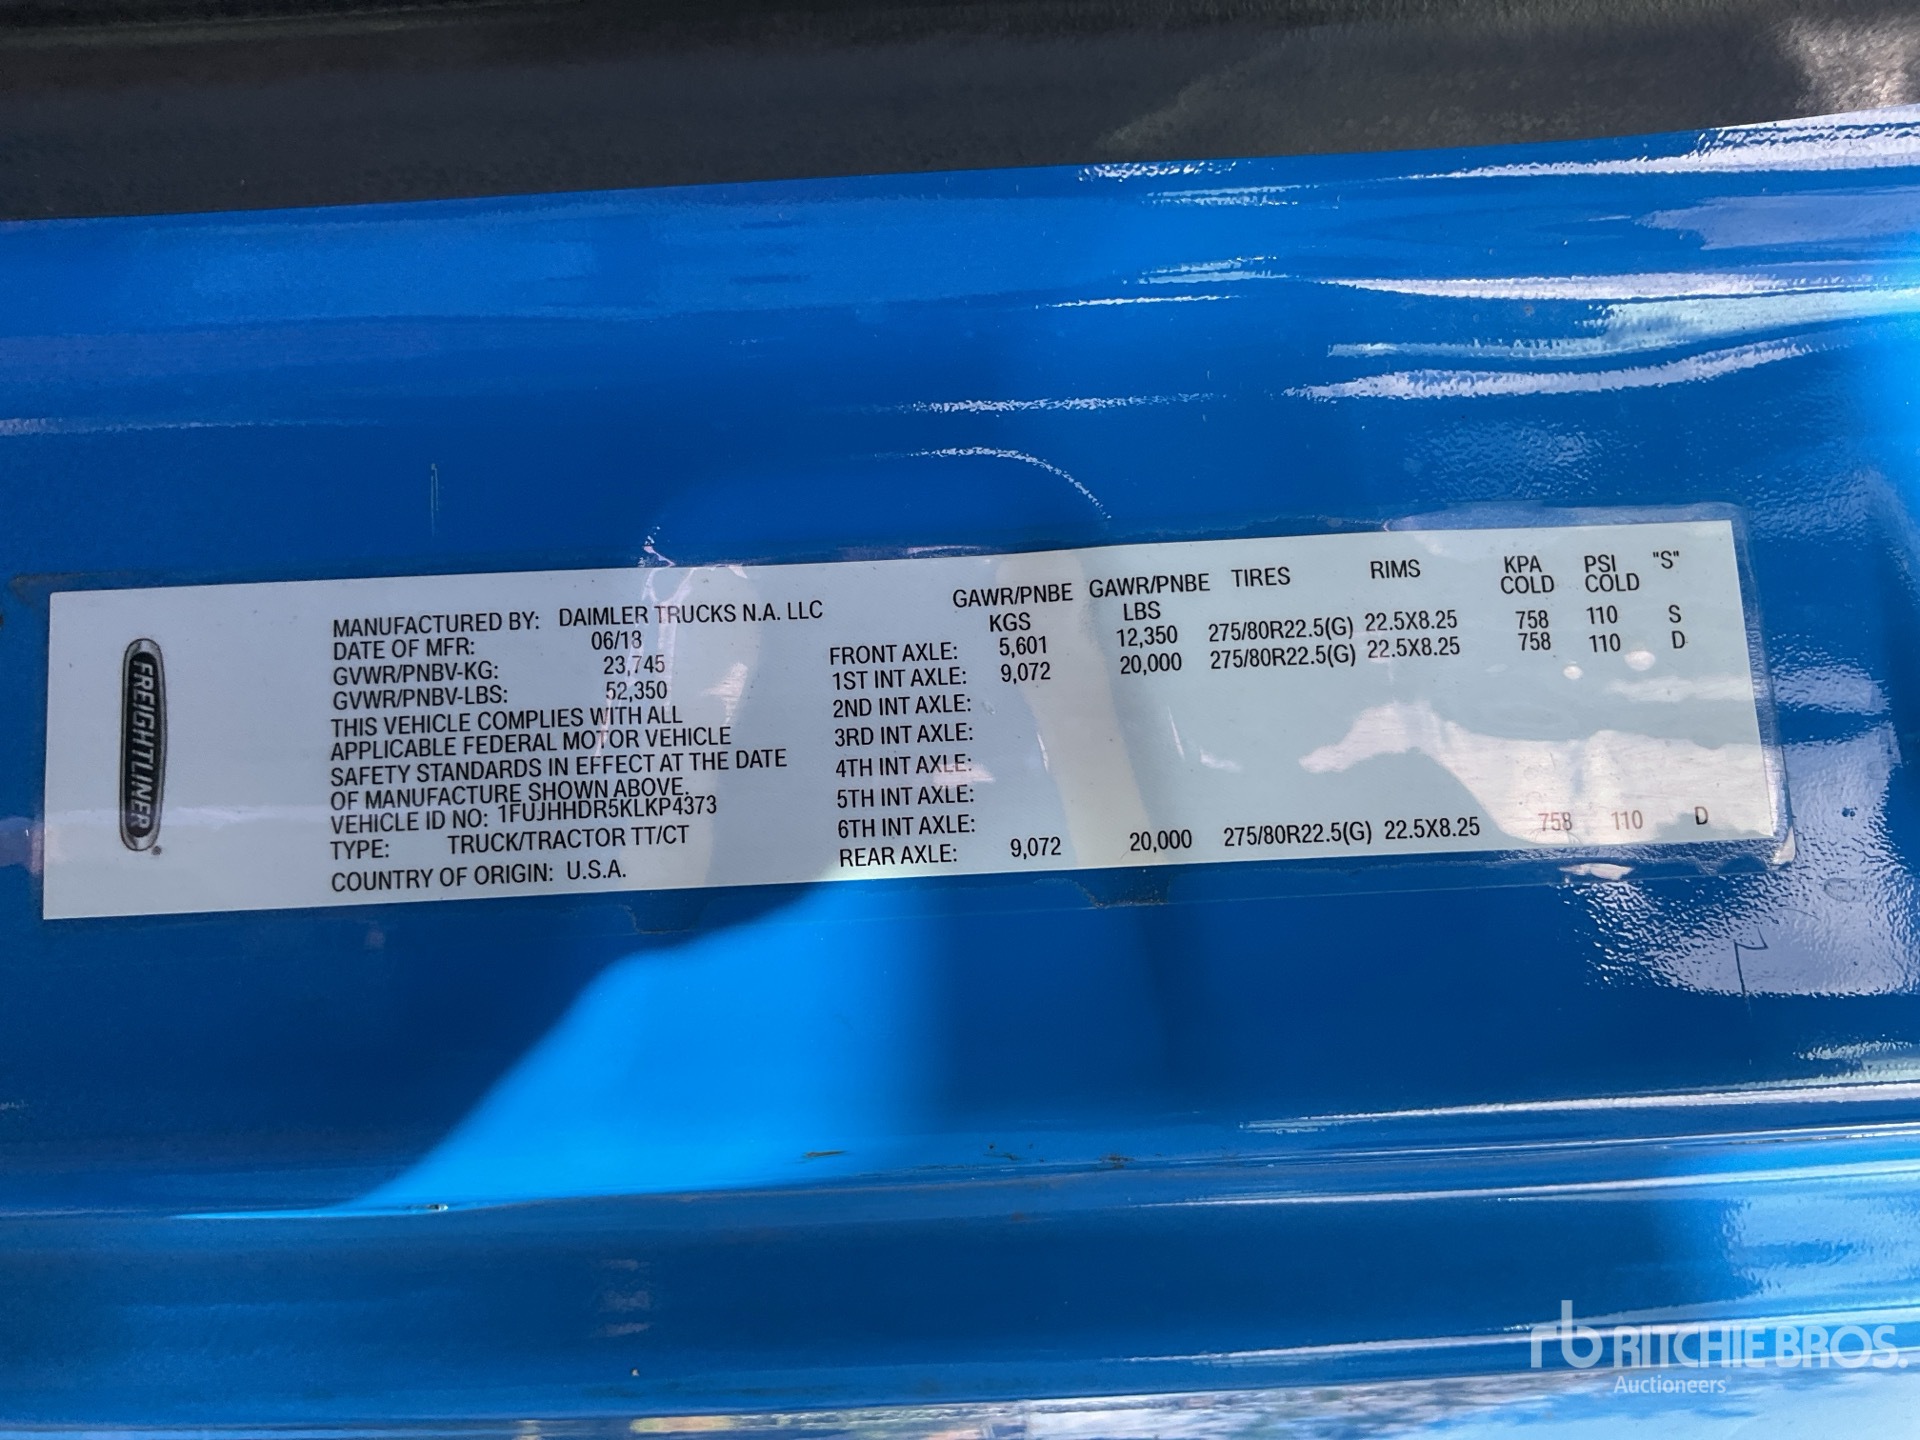 FREIGHTLINER®
MANUFACTURED BY: DAIMLER TRUCKS N.A. LLC
DATE OF MFR: 06/18
GVWR/PNBV-KG: 23,745
GVWR/PNBV-LBS: 52,350
THIS VEHICLE COMPLIES WITH ALL
APPLICABLE FEDERAL MOTOR VEHICLE
SAFETY STANDARDS IN EFFECT AT THE DATE
OF MANUFACTURE SHOWN ABOVE.
VEHICLE ID NO: 1FUJHHDR5KLKP4373
TYPE: TRUCK/TRACTOR TT/CT
COUNTRY OF ORIGIN: U.S.A.
GAWR/PNBE GAWR/PNBE TIRES RIMS KPA PSI "S"
KGS LBS COLD COLD
FRONT AXLE: 5,601 12,350 275/80R22.5(G) 22.5X8.25 758 110 S
1ST INT AXLE: 9,072 20,000 275/80R22.5(G) 22.5X8.25 758 110 D
2ND INT AXLE:
3RD INT AXLE:
4TH INT AXLE:
5TH INT AXLE:
6TH INT AXLE:
REAR AXLE: 9,072 20,000 275/80R22.5(G) 22.5X8.25 758 110 D
rb RITCHIE BROS.
Auctioneers